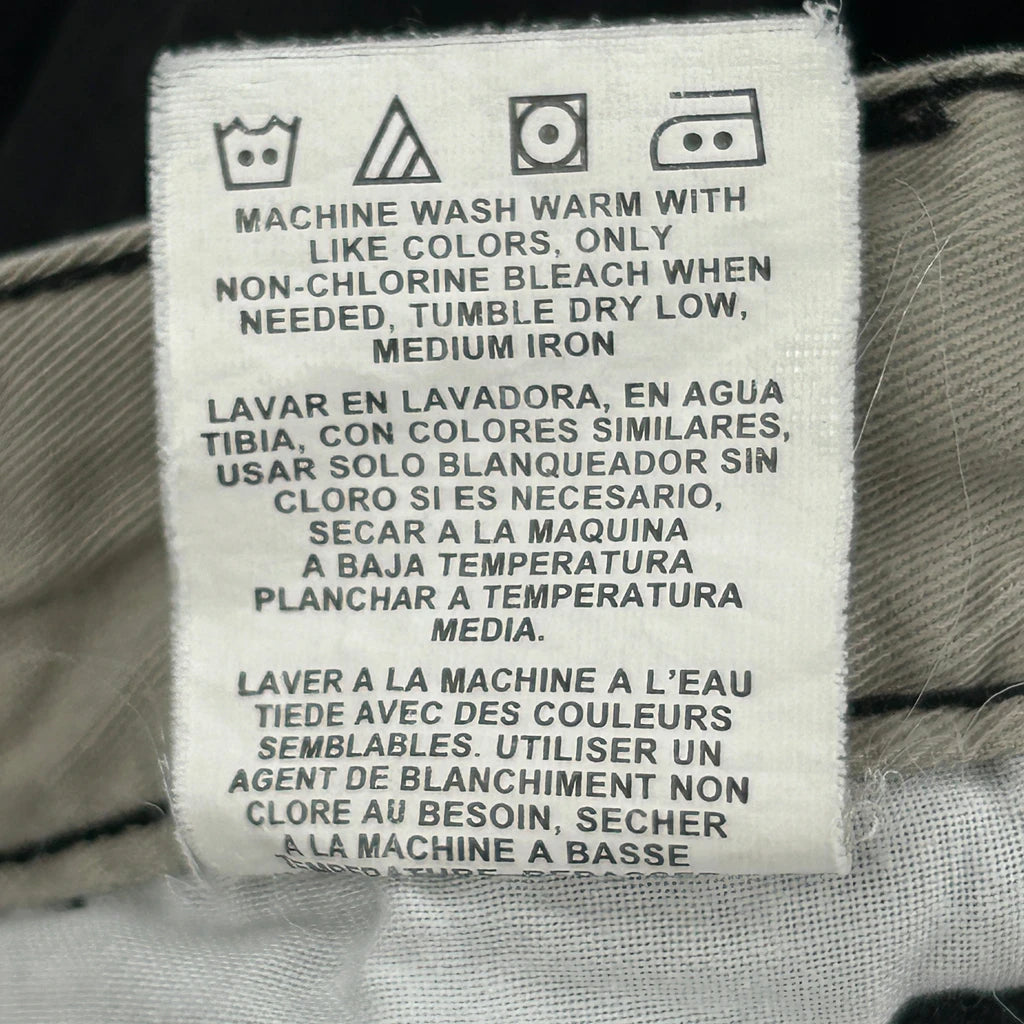 MACHINE WASH WARM WITH
LIKE COLORS, ONLY
NON-CHLORINE BLEACH WHEN
NEEDED, TUMBLE DRY LOW,
MEDIUM IRON
LAVAR EN LAVADORA, EN AGUA
TIBIA, CON COLORES SIMILARES,
USAR SOLO BLANQUEADOR SIN
CLORO SI ES NECESARIO,
SECAR A LA MAQUINA
A BAJA TEMPERATURA
PLANCHAR A TEMPERATURA
MEDIA.
LAVER A LA MACHINE A L'EAU
TIEDE AVEC DES COULEURS
SEMBLABLES. UTILISER UN
AGENT DE BLANCHIMENT NON
CLORE AU BESOIN, SECHER
A LA MACHINE A BASSE
TEMPERATURE, REPASSER